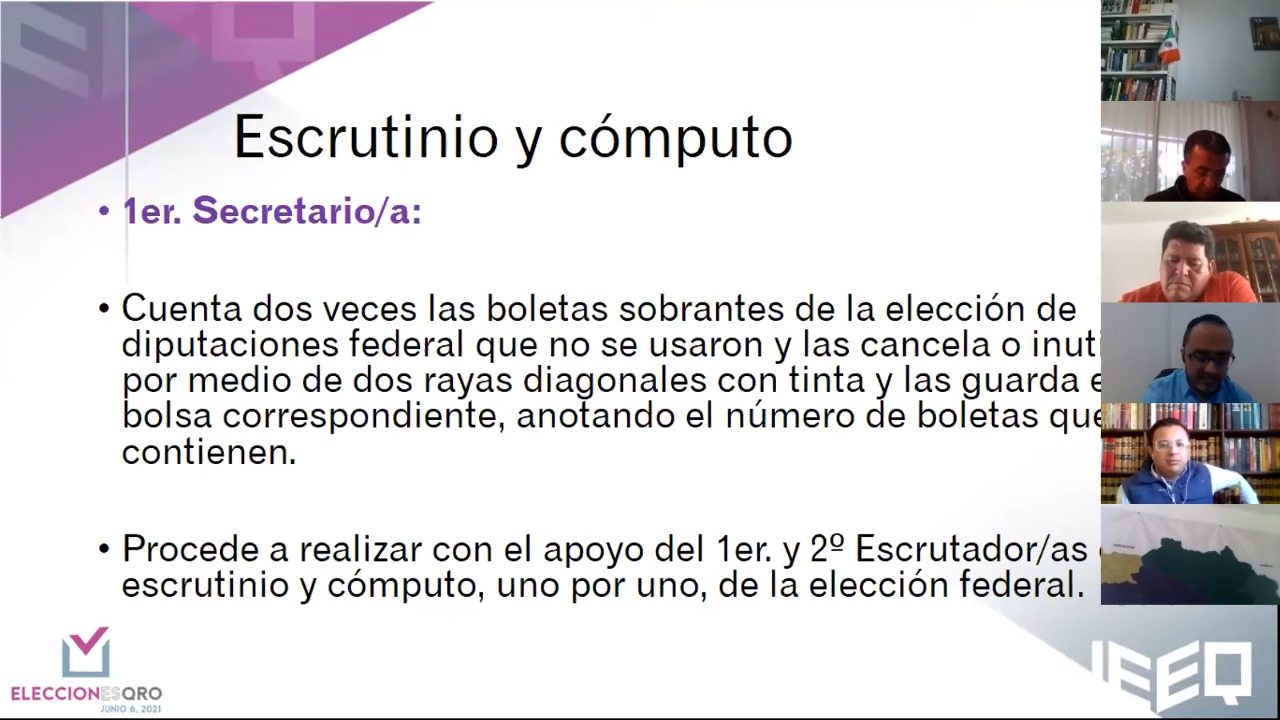 Escrutinio y cómputo
• 1er. Secretario/a:
• Cuenta dos veces las boletas sobrantes de la elección de
diputaciones federal que no se usaron y las cancela o inuti
por medio de dos rayas diagonales con tinta y las guarda e
bolsa correspondiente, anotando el número de boletas que
contienen.
• Procede a realizar con el apoyo del 1er. y 2º Escrutador/as
escrutinio y cómputo, uno por uno, de la elección federal.
ELECCIONESQRO
JUNIO 6, 2021
IEEQ